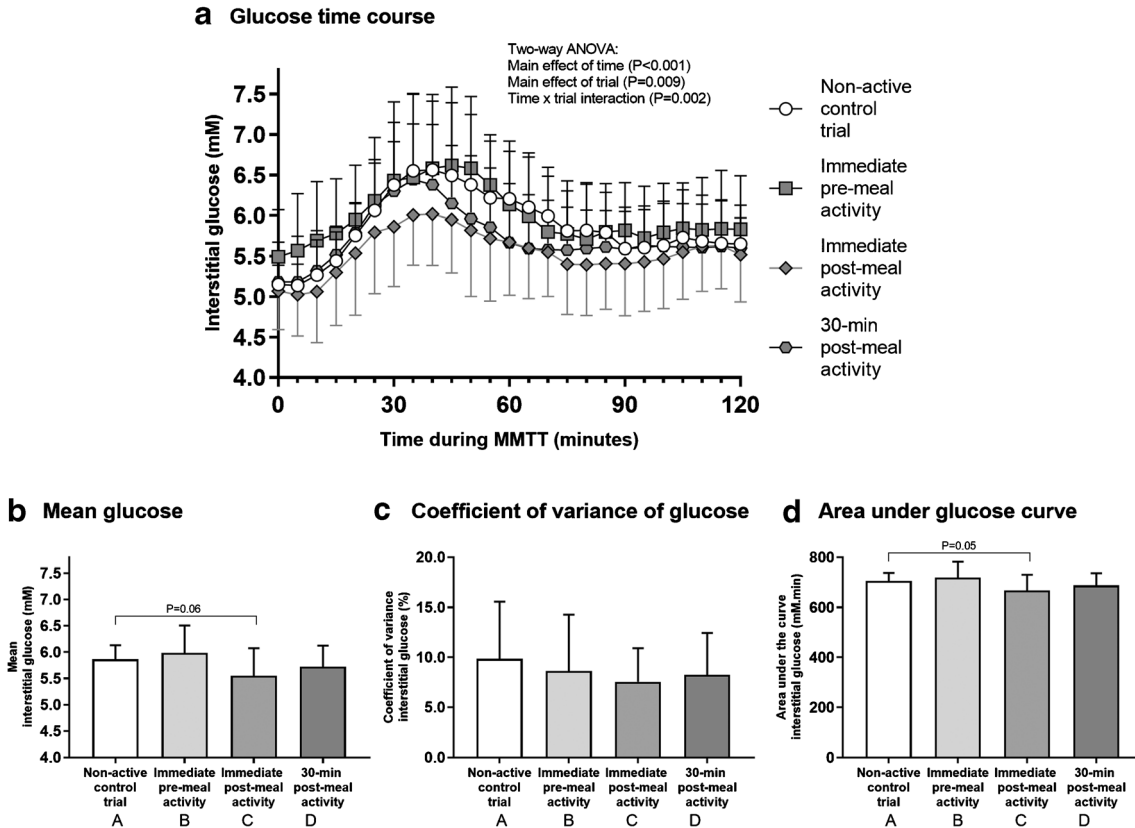 a Glucose time course
Two-way ANOVA:
Main effect of time (P<0.001)
Main effect of trial (P=0.009)
Time x trial interaction (P=0.002)
Interstitial glucose (mM)
7.5
7.0
6.5
6.0
5.5
5.0
4.5
4.0
0
30
60
90
120
Time during MMTT (minutes)
Non-active
control
trial
Immediate
pre-meal
activity
Immediate
post-meal
activity
30-min
post-meal
activity
b Mean glucose
Mean
interstitial glucose (mM)
7.5
7.0
6.5
6.0
5.5
5.0
4.5
4.0
P=0.06
Non-active
control
trial
A
Immediate
pre-meal
activity
B
Immediate
post-meal
activity
C
30-min
post-meal
activity
D
c Coefficient of variance of glucose
Coefficient of variance
interstitial glucose (%)
20.0
15.0
10.0
5.0
0.0
Non-active
control
trial
A
Immediate
pre-meal
activity
B
Immediate
post-meal
activity
C
30-min
post-meal
activity
D
d Area under glucose curve
Area under the curve
interstitial glucose (mM.min)
800
600
400
200
0
P=0.05
Non-active
control
trial
A
Immediate
pre-meal
activity
B
Immediate
post-meal
activity
C
30-min
post-meal
activity
D